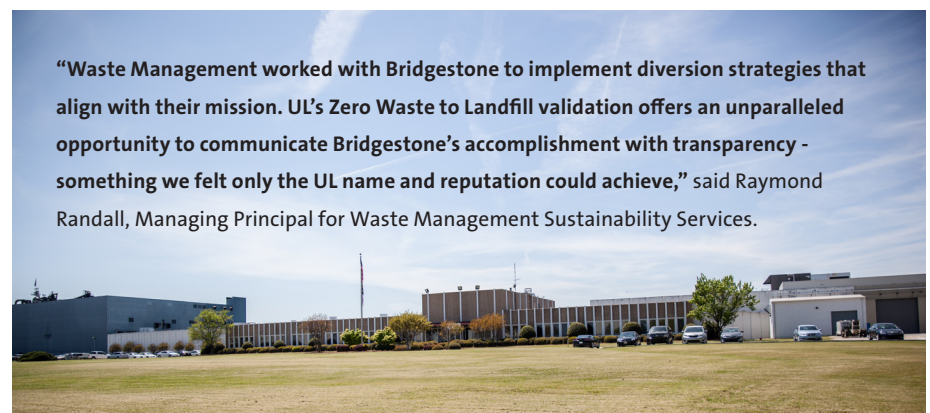 “Waste Management worked with Bridgestone to implement diversion strategies that
align with their mission. UL’s Zero Waste to Landfill validation offers an unparalleled
opportunity to communicate Bridgestone’s accomplishment with transparency -
something we felt only the UL name and reputation could achieve,” said Raymond
Randall, Managing Principal for Waste Management Sustainability Services.